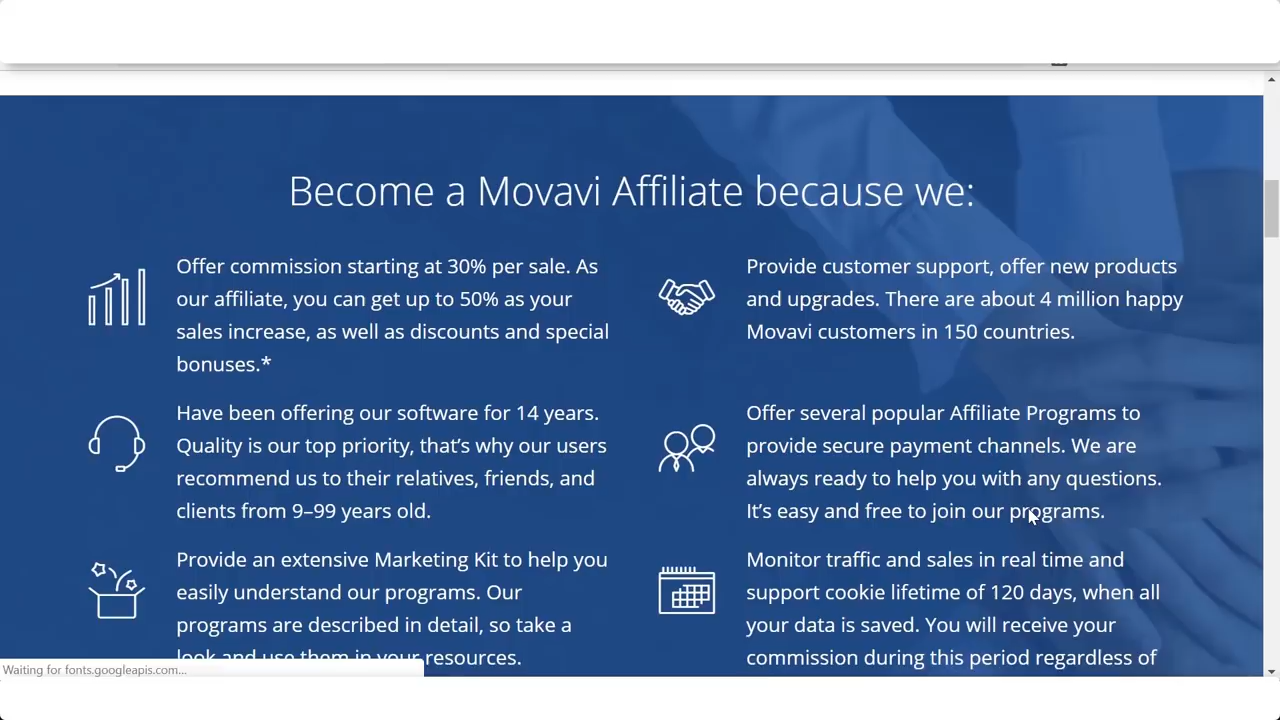 Become a Movavi Affiliate because we:
Offer commission starting at 30% per sale. As
our affiliate, you can get up to 50% as your
sales increase, as well as discounts and special
bonuses.*
Provide customer support, offer new products
and upgrades. There are about 4 million happy
Movavi customers in 150 countries.
Have been offering our software for 14 years.
Quality is our top priority, that’s why our users
recommend us to their relatives, friends, and
clients from 9–99 years old.
Offer several popular Affiliate Programs to
provide secure payment channels. We are
always ready to help you with any questions.
It’s easy and free to join our programs.
Provide an extensive Marketing Kit to help you
easily understand our programs. Our
programs are described in detail, so take a
look and use them in your resources.
Monitor traffic and sales in real time and
support cookie lifetime of 120 days, when all
your data is saved. You will receive your
commission during this period regardless of
Waiting for fonts.googleapis.com...